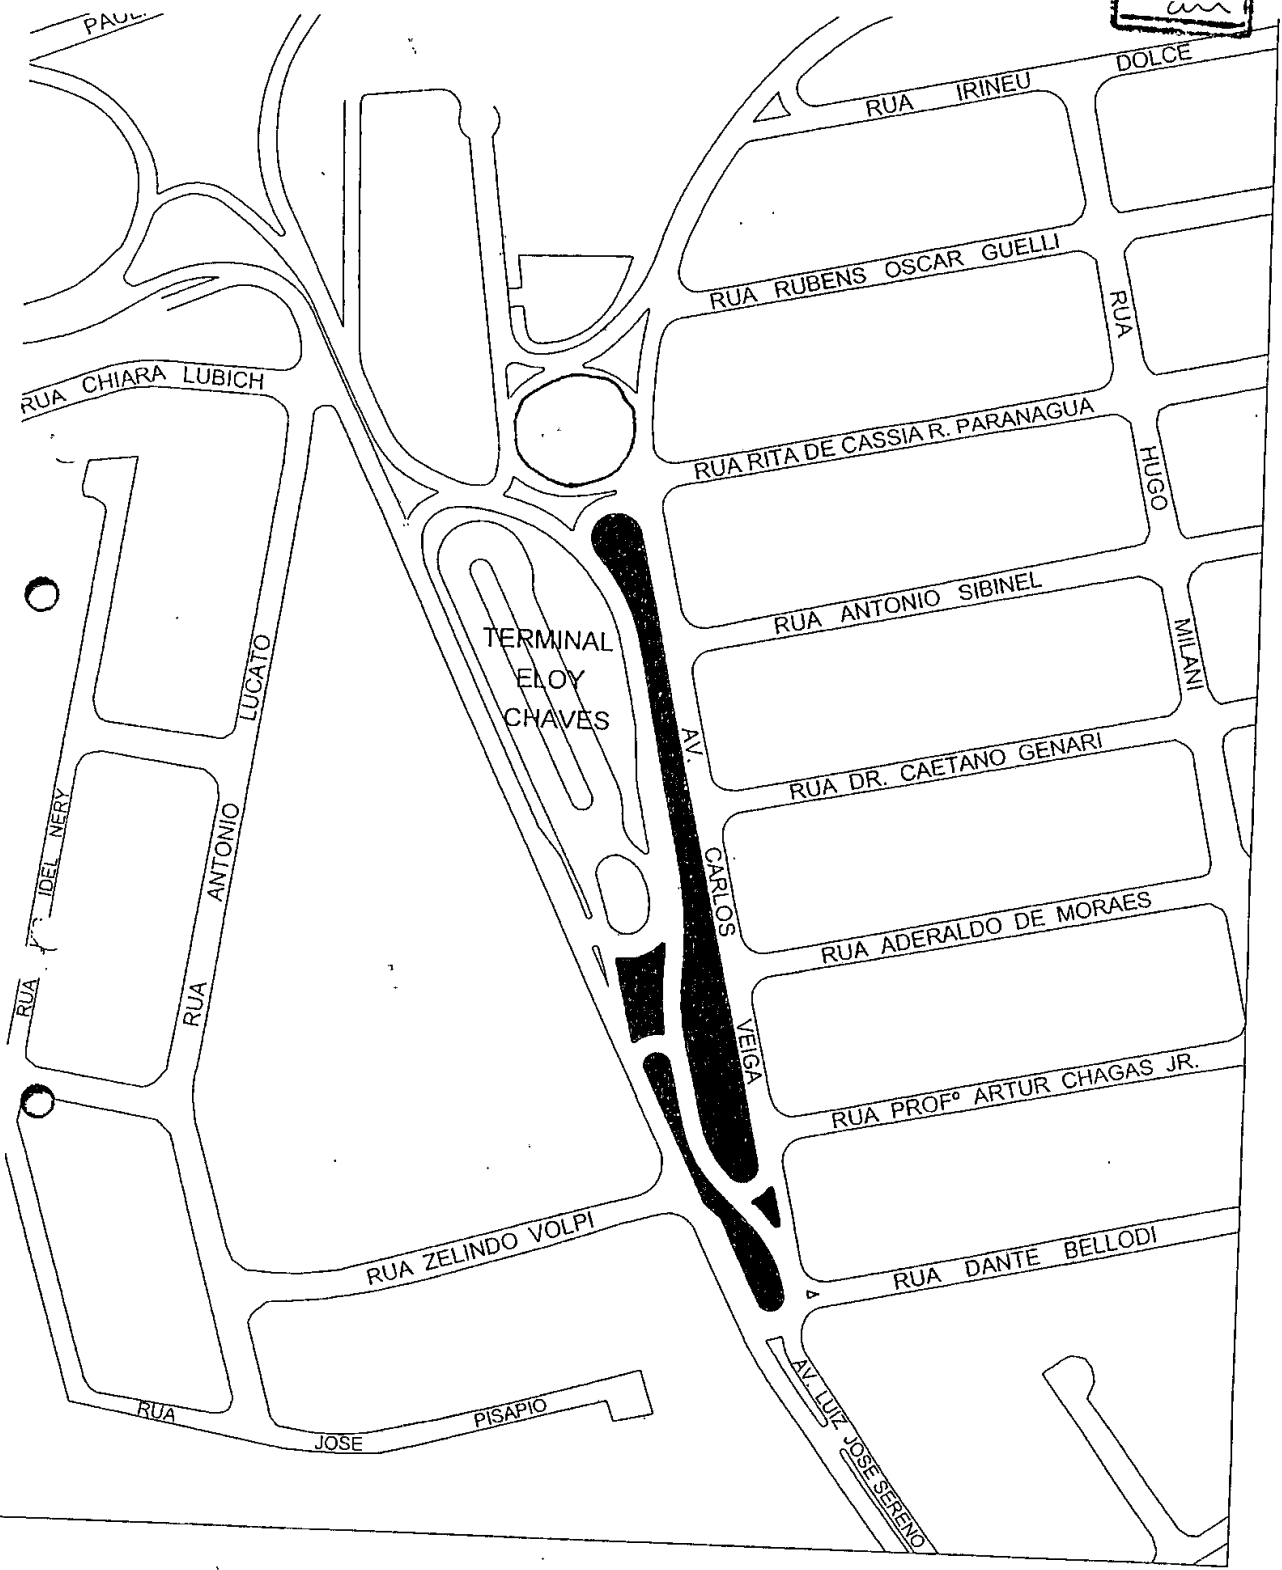 RUA IRINEU DOLCE
RUA RUBENS OSCAR GUELLI
RUA CHIARA LUBICH
RUA RITA DE CASSIA R. PARANAGUA
RUA HUGO MILANI
RUA ANTONIO SIBINEL
TERMINAL
ELOY
CHAVES
RUA ANTONIO LUCATO
AV. CARLOS VEIGA
RUA DR. CAETANO GENARI
IDEL NERY
RUA
RUA ADERALDO DE MORAES
RUA PROFº ARTUR CHAGAS JR.
RUA ZELINDO VOLPI
RUA DANTE BELLODI
RUA JOSE PISAPIO
AV. LUIZ JOSE SERENO